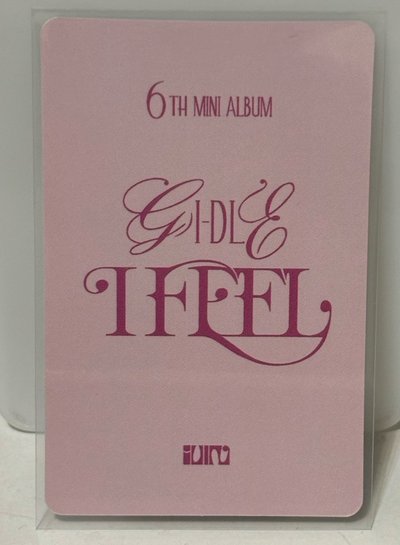 6TH MINI ALBUM
G I-DLE
I FEEL